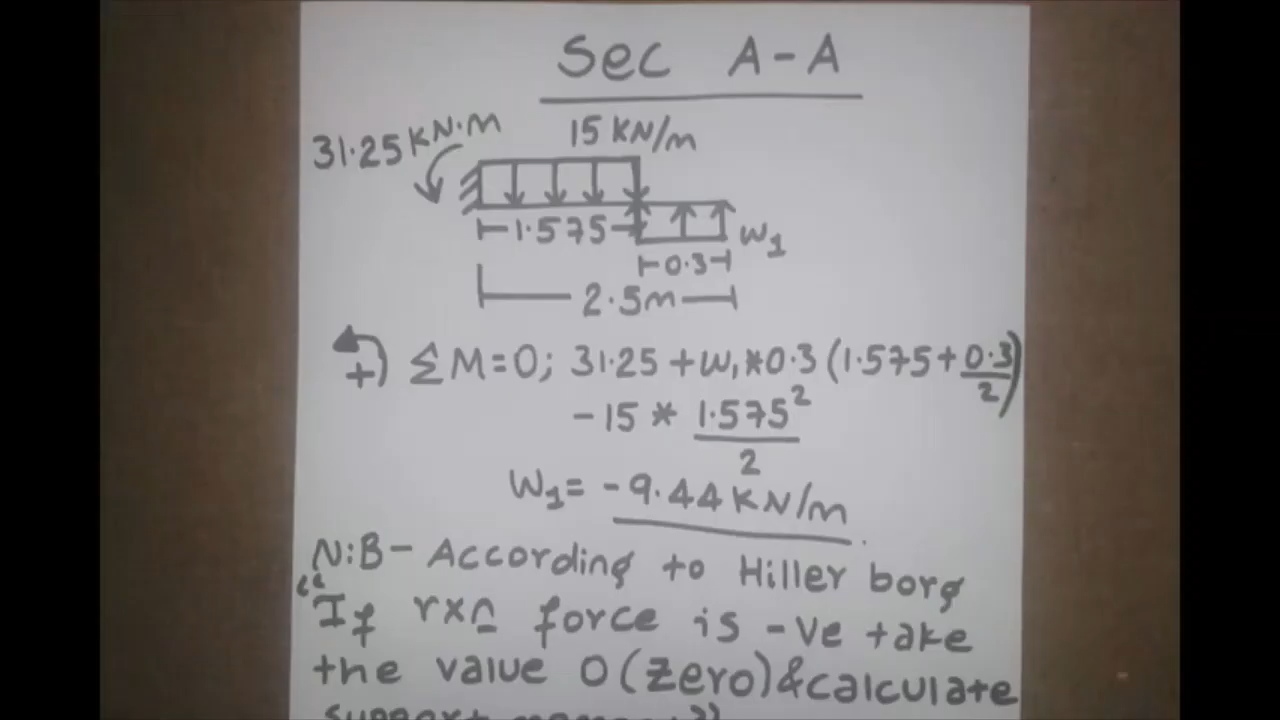 Sec A-A
31.25 KN·M
15 KN/m
1.575
W1
0.3
2.5m
+) ΣM=0; 31.25 + W1*0.3 (1.575 + 0.3/2)
- 15 * 1.575²/2
W1 = -9.44 KN/m
N:B- According to Hiller borg
"If rxn force is -ve take
the value 0 (zero) & calculate
support